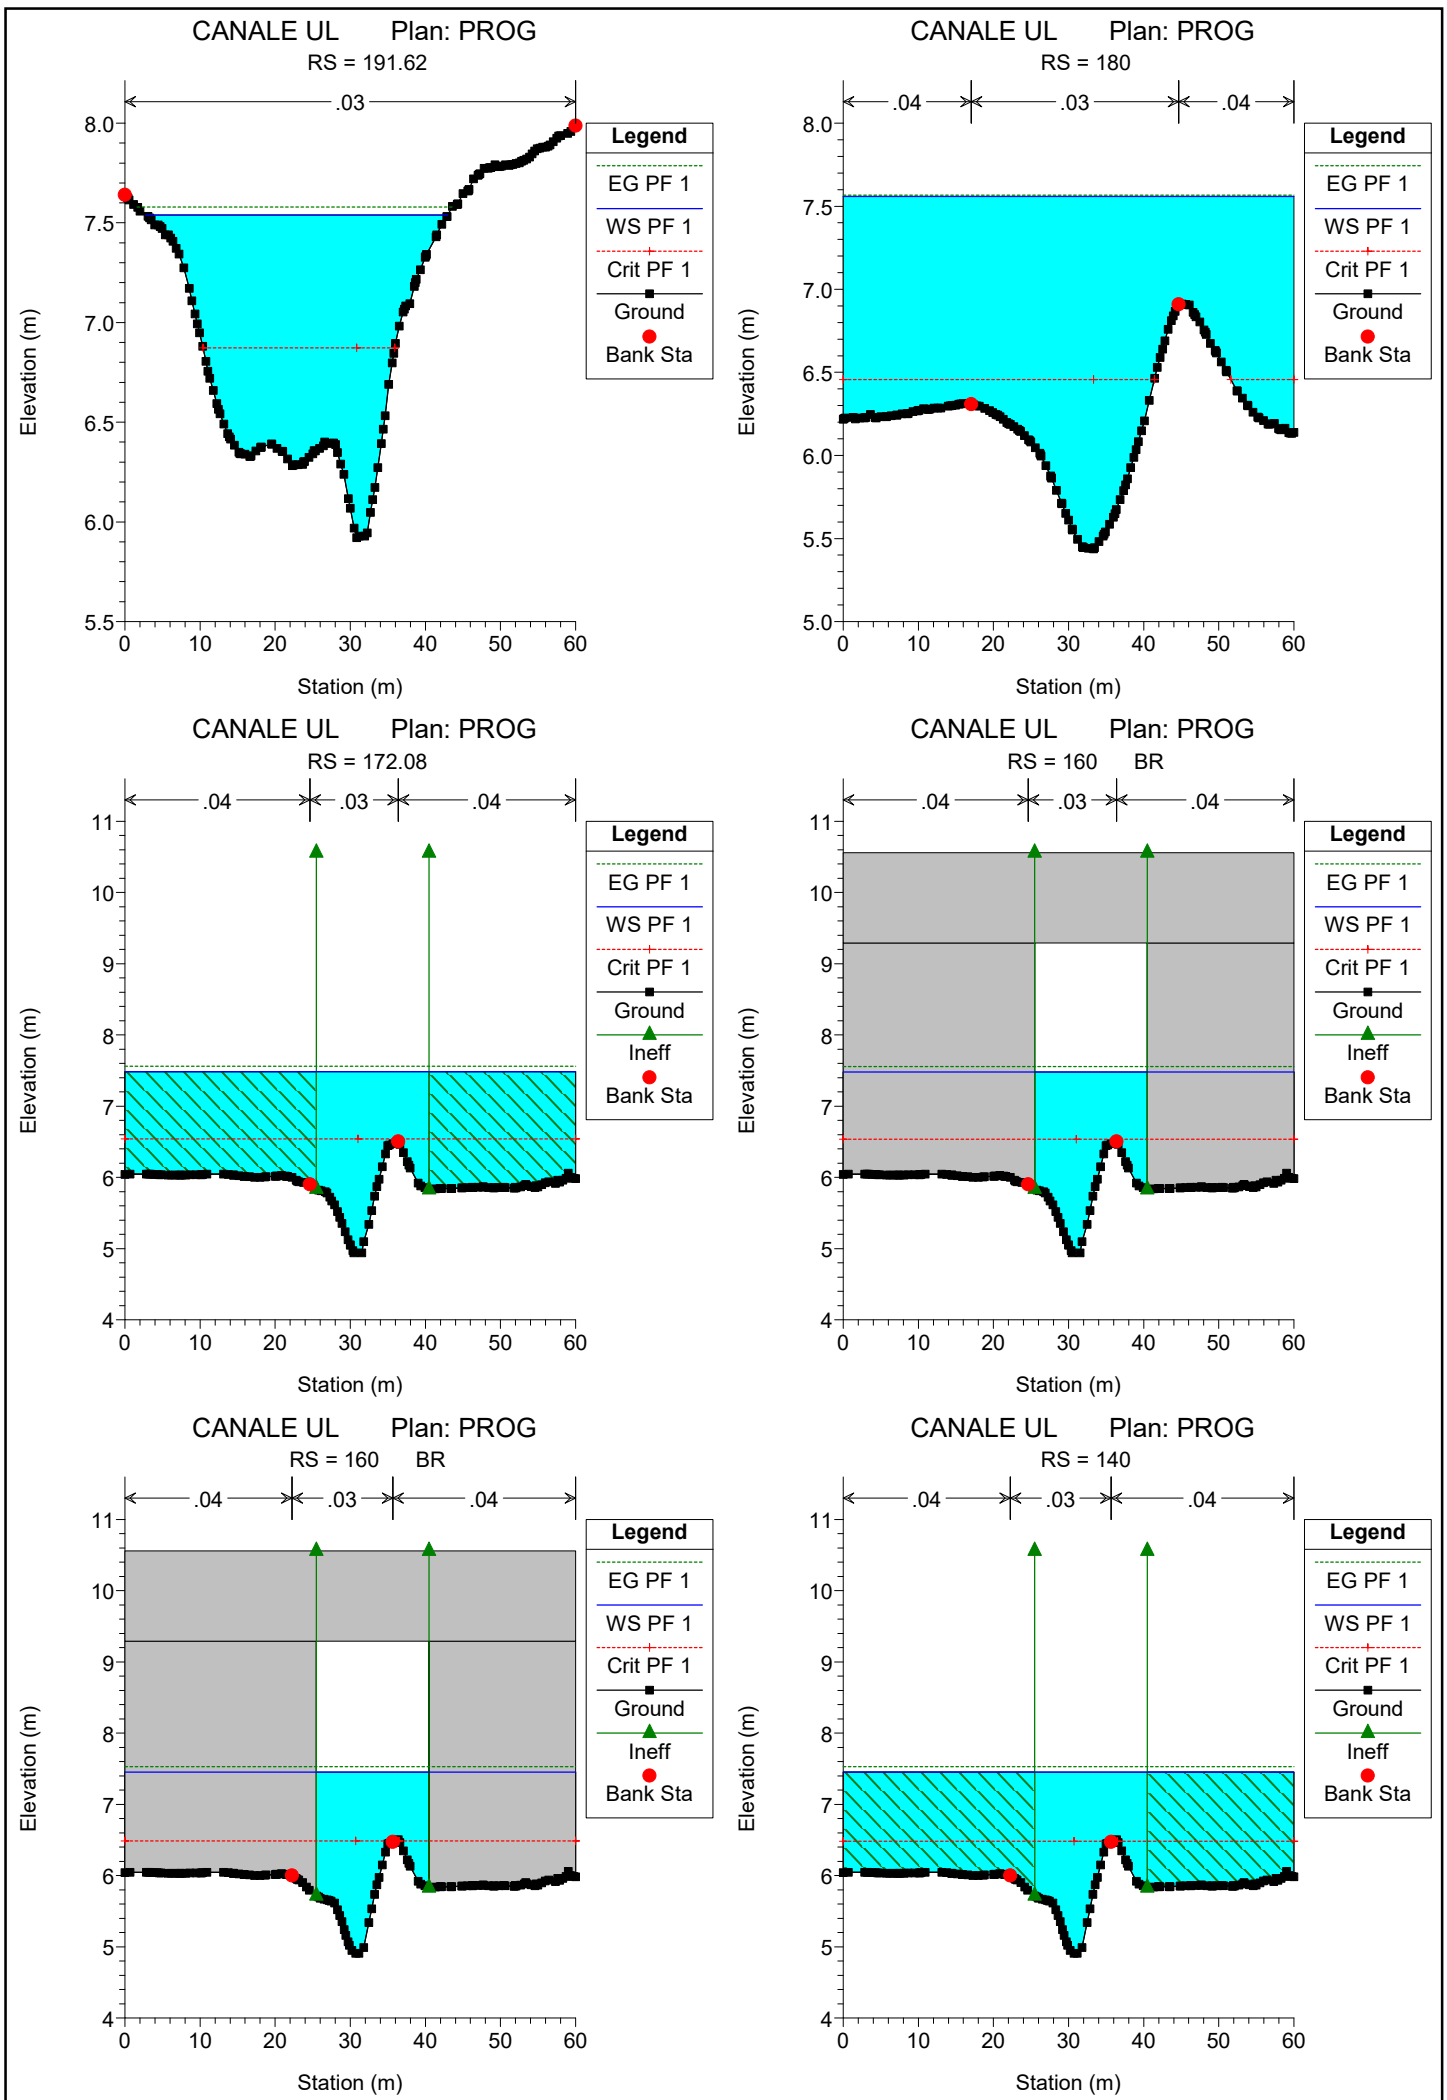 CANALE UL Plan: PROG
RS = 191.62
.03
8.0
7.5
7.0
6.5
6.0
5.5
0 10 20 30 40 50 60
Elevation (m)
Station (m)
Legend
EG PF 1
WS PF 1
Crit PF 1
Ground
Bank Sta
CANALE UL Plan: PROG
RS = 180
.04 .03 .04
8.0
7.5
7.0
6.5
6.0
5.5
5.0
0 10 20 30 40 50 60
Elevation (m)
Station (m)
Legend
EG PF 1
WS PF 1
Crit PF 1
Ground
Bank Sta
CANALE UL Plan: PROG
RS = 172.08
.04 .03 .04
11
10
9
8
7
6
5
4
0 10 20 30 40 50 60
Elevation (m)
Station (m)
Legend
EG PF 1
WS PF 1
Crit PF 1
Ground
Ineff
Bank Sta
CANALE UL Plan: PROG
RS = 160 BR
.04 .03 .04
11
10
9
8
7
6
5
4
0 10 20 30 40 50 60
Elevation (m)
Station (m)
Legend
EG PF 1
WS PF 1
Crit PF 1
Ground
Ineff
Bank Sta
CANALE UL Plan: PROG
RS = 160 BR
.04 .03 .04
11
10
9
8
7
6
5
4
0 10 20 30 40 50 60
Elevation (m)
Station (m)
Legend
EG PF 1
WS PF 1
Crit PF 1
Ground
Ineff
Bank Sta
CANALE UL Plan: PROG
RS = 140
.04 .03 .04
11
10
9
8
7
6
5
4
0 10 20 30 40 50 60
Elevation (m)
Station (m)
Legend
EG PF 1
WS PF 1
Crit PF 1
Ground
Ineff
Bank Sta